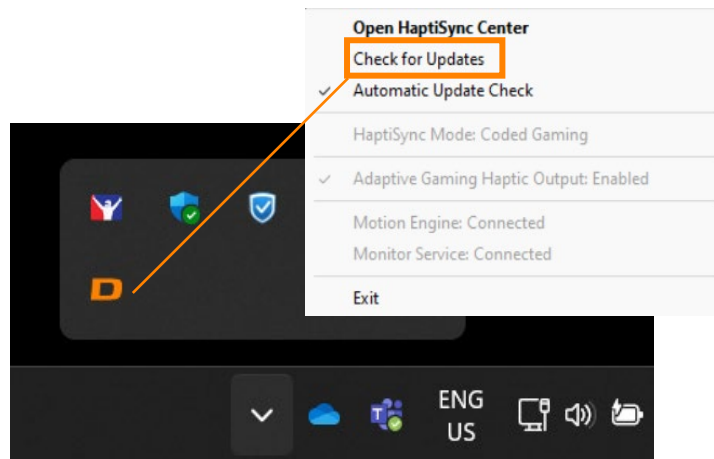 Open HaptiSync Center
Check for Updates
Automatic Update Check
HaptiSync Mode: Coded Gaming
Adaptive Gaming Haptic Output: Enabled
Motion Engine: Connected
Monitor Service: Connected
Exit
D
ENG
US